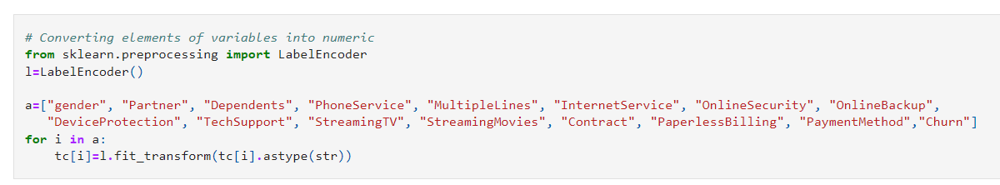 # Converting elements of variables into numeric
from sklearn.preprocessing import LabelEncoder
l=LabelEncoder()
a=["gender", "Partner", "Dependents", "PhoneService", "MultipleLines", "InternetService", "OnlineSecurity", "OnlineBackup",
"DeviceProtection", "TechSupport", "StreamingTV", "StreamingMovies", "Contract", "PaperlessBilling", "PaymentMethod","Churn"]
for i in a:
tc[i]=l.fit_transform(tc[i].astype(str))